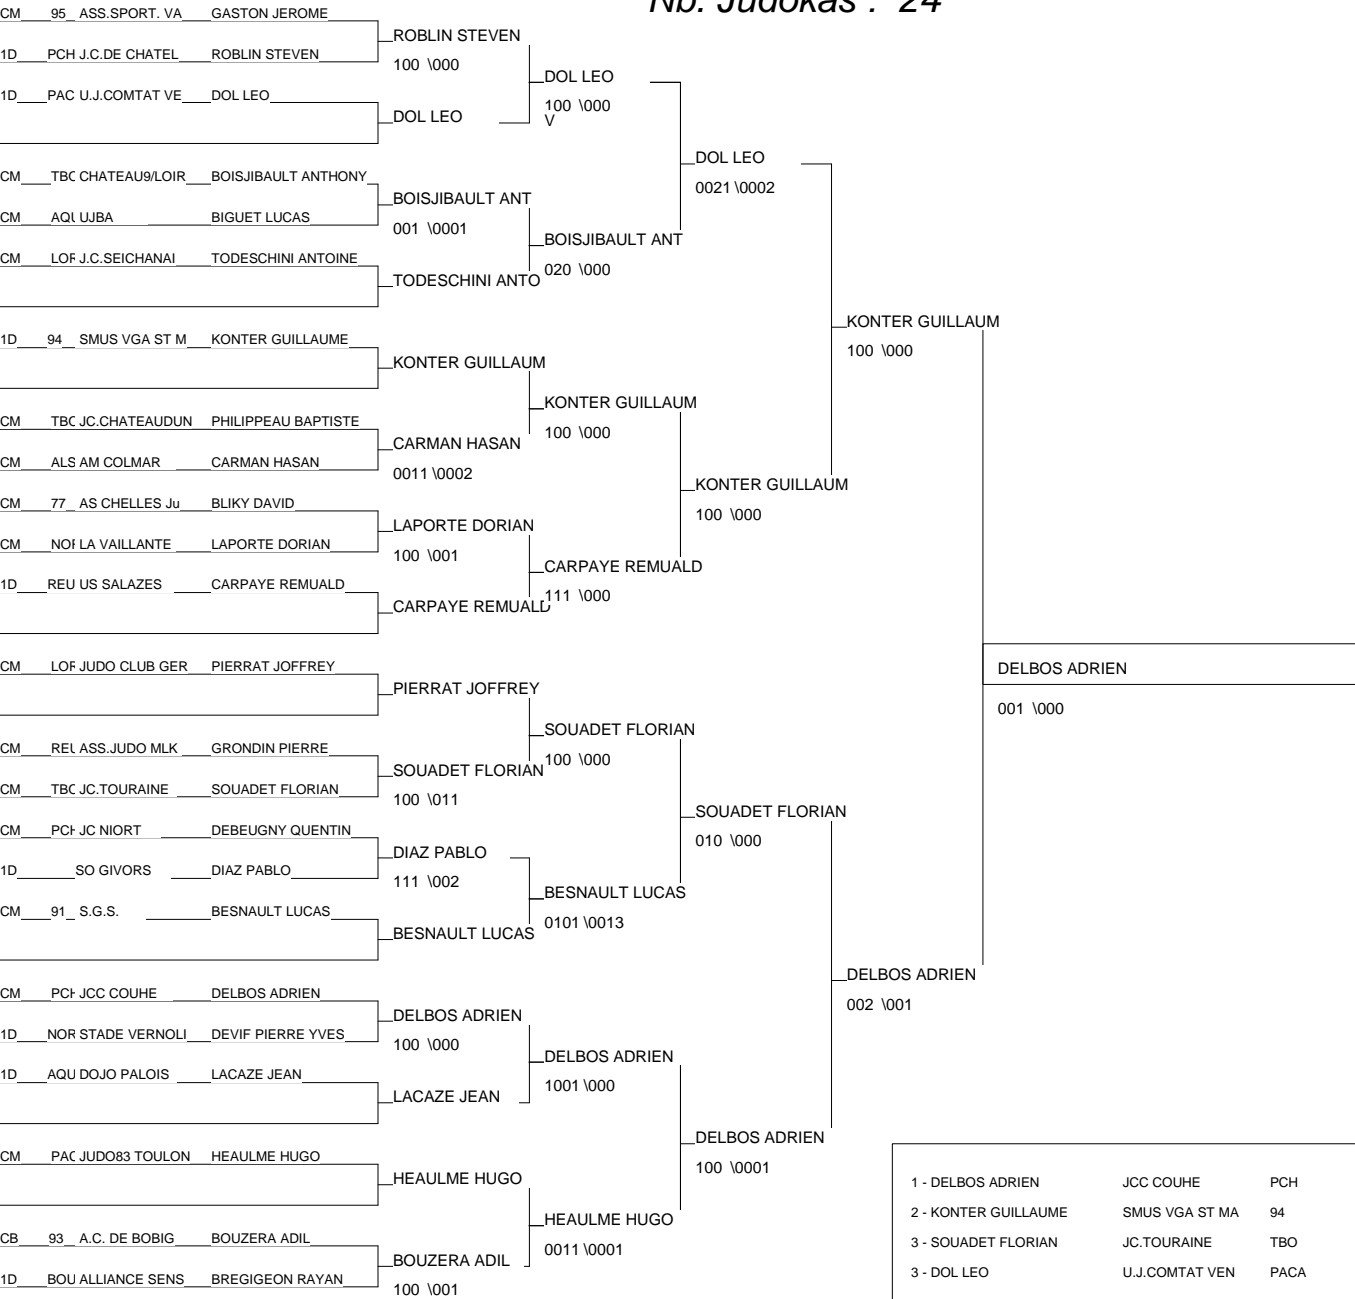 Nb. Judokas : 24
CM 95 ASS.SPORT. VA GASTON JEROME
ROBLIN STEVEN
1D PCH J.C.DE CHATEL ROBLIN STEVEN
100 \000
DOL LEO
1D PAC U.J.COMTAT VE DOL LEO
100 \000
V
DOL LEO
DOL LEO
0021 \0002
CM TBO CHATEAU9/LOIR BOISJIBAULT ANTHONY
BOISJIBAULT ANT
CM AQU UJBA BIGUET LUCAS
001 \0001
BOISJIBAULT ANT
CM LOR J.C.SEICHANAI TODESCHINI ANTOINE
020 \000
TODESCHINI ANTO
KONTER GUILLAUM
100 \000
1D 94 SMUS VGA ST M KONTER GUILLAUME
KONTER GUILLAUM
KONTER GUILLAUM
100 \000
CM TBO JC.CHATEAUDUN PHILIPPEAU BAPTISTE
CARMAN HASAN
CM ALS AM COLMAR CARMAN HASAN
0011 \0002
KONTER GUILLAUM
100 \000
CM 77 AS CHELLES Ju BLIKY DAVID
LAPORTE DORIAN
CM NOR LA VAILLANTE LAPORTE DORIAN
100 \001
CARPAYE REMUALD
1D REU US SALAZES CARPAYE REMUALD
111 \000
CARPAYE REMUALD
CM LOR JUDO CLUB GER PIERRAT JOFFREY
DELBOS ADRIEN
001 \000
PIERRAT JOFFREY
SOUADET FLORIAN
100 \000
CM REU ASS.JUDO MLK GRONDIN PIERRE
SOUADET FLORIAN
CM TBO JC.TOURAINE SOUADET FLORIAN
100 \011
SOUADET FLORIAN
010 \000
CM PCH JC NIORT DEBEUGNY QUENTIN
DIAZ PABLO
1D SO GIVORS DIAZ PABLO
111 \002
BESNAULT LUCAS
CM 91 S.G.S. BESNAULT LUCAS
0101 \0013
BESNAULT LUCAS
DELBOS ADRIEN
002 \001
CM PCH JCC COUHE DELBOS ADRIEN
DELBOS ADRIEN
1D NOR STADE VERNOLI DEVIF PIERRE YVES
100 \000
DELBOS ADRIEN
1D AQU DOJO PALOIS LACAZE JEAN
1001 \000
LACAZE JEAN
DELBOS ADRIEN
100 \0001
CM PAC JUDO83 TOULON HEAULME HUGO
HEAULME HUGO
HEAULME HUGO
0011 \0001
CB 93 A.C. DE BOBIG BOUZERA ADIL
BOUZERA ADIL
1D BOU ALLIANCE SENS BREGIGEON RAYAN
100 \001
1 - DELBOS ADRIEN JCC COUHE PCH
2 - KONTER GUILLAUME SMUS VGA ST MA 94
3 - SOUADET FLORIAN JC.TOURAINE TBO
3 - DOL LEO U.J.COMTAT VEN PACA